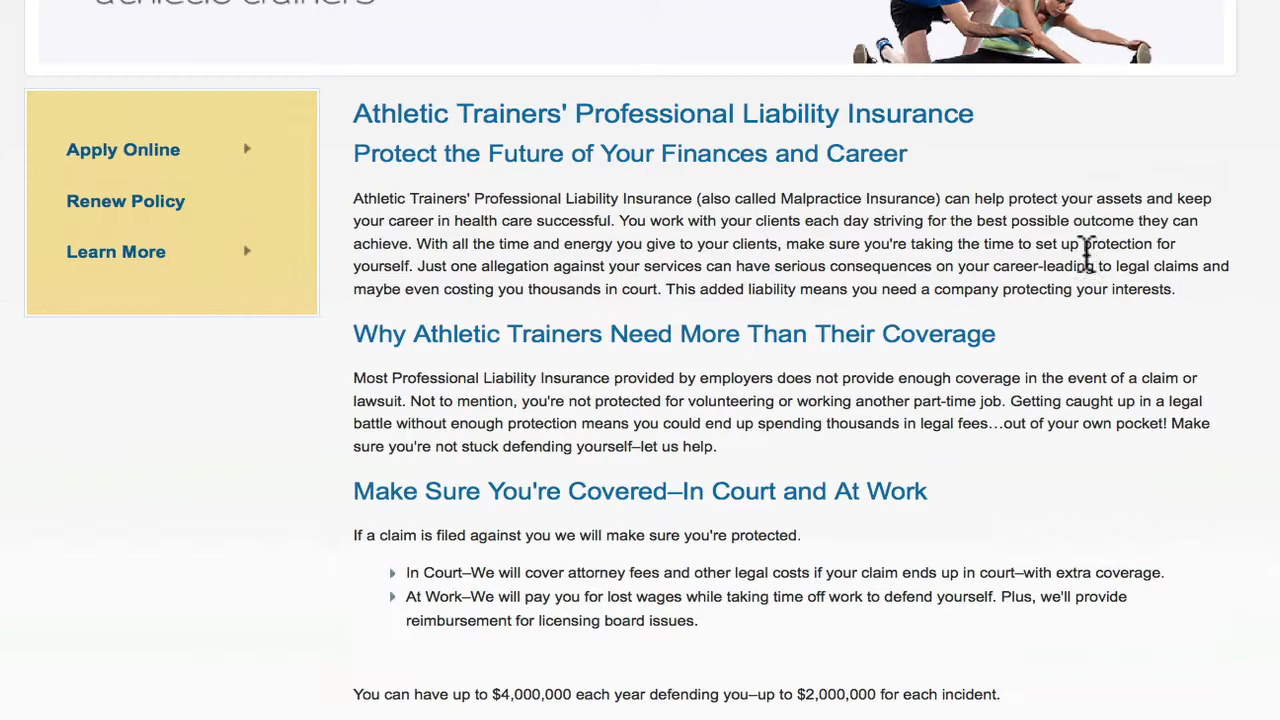 athletic trainers
Apply Online
Renew Policy
Learn More
Athletic Trainers' Professional Liability Insurance
Protect the Future of Your Finances and Career
Athletic Trainers' Professional Liability Insurance (also called Malpractice Insurance) can help protect your assets and keep
your career in health care successful. You work with your clients each day striving for the best possible outcome they can
achieve. With all the time and energy you give to your clients, make sure you're taking the time to set up protection for
yourself. Just one allegation against your services can have serious consequences on your career-leading to legal claims and
maybe even costing you thousands in court. This added liability means you need a company protecting your interests.
Why Athletic Trainers Need More Than Their Coverage
Most Professional Liability Insurance provided by employers does not provide enough coverage in the event of a claim or
lawsuit. Not to mention, you're not protected for volunteering or working another part-time job. Getting caught up in a legal
battle without enough protection means you could end up spending thousands in legal fees…out of your own pocket! Make
sure you're not stuck defending yourself–let us help.
Make Sure You're Covered–In Court and At Work
If a claim is filed against you we will make sure you're protected.
In Court–We will cover attorney fees and other legal costs if your claim ends up in court–with extra coverage.
At Work–We will pay you for lost wages while taking time off work to defend yourself. Plus, we'll provide
reimbursement for licensing board issues.
You can have up to $4,000,000 each year defending you–up to $2,000,000 for each incident.